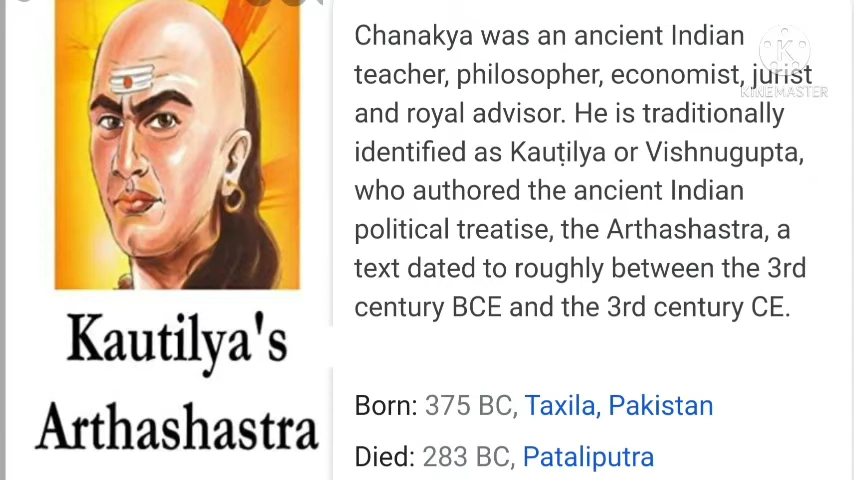 Chanakya was an ancient Indian
teacher, philosopher, economist, jurist
and royal advisor. He is traditionally
identified as Kauṭilya or Vishnugupta,
who authored the ancient Indian
political treatise, the Arthashastra, a
text dated to roughly between the 3rd
century BCE and the 3rd century CE.
Born: 375 BC, Taxila, Pakistan
Died: 283 BC, Pataliputra
Kautilya's
Arthashastra
K
KINEMASTER